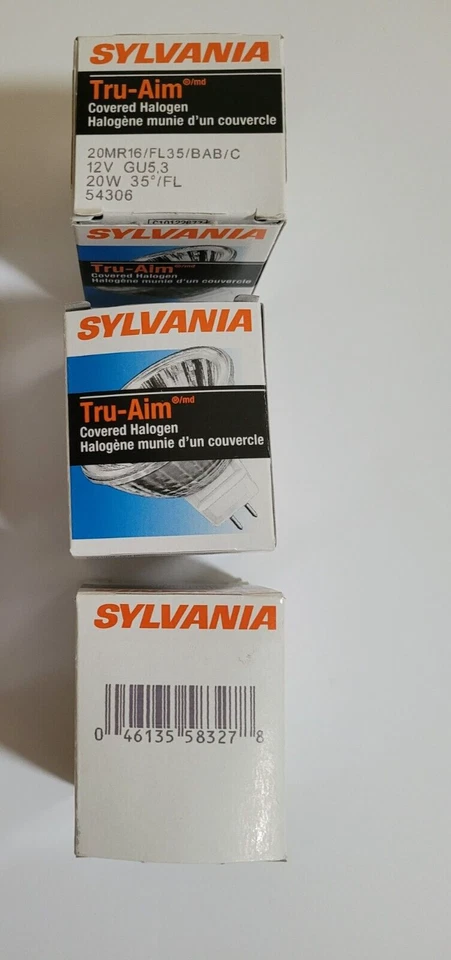 SYLVANIA
Tru-Aim®/md
Covered Halogen
Halogène munie d'un couvercle
20MR16/FL35/BAB/C
12V GU5,3
20W 35°/FL
54306
SYLVANIA
Tru-Aim®/md
Covered Halogen
Halogène munie d'un couvercle
SYLVANIA
Tru-Aim®/md
Covered Halogen
Halogène munie d'un couvercle
SYLVANIA
0 46135 58327 8